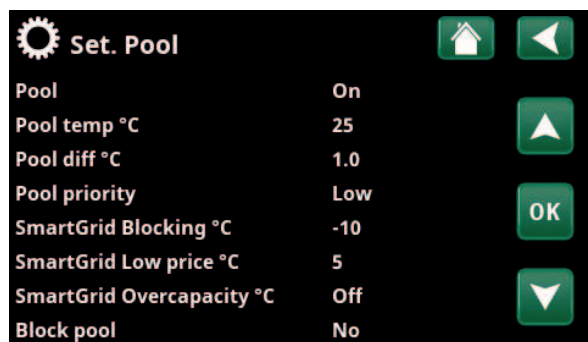 Set. Pool
Pool On
Pool temp °C 25
Pool diff °C 1.0
Pool priority Low
SmartGrid Blocking °C -10
SmartGrid Low price °C 5
SmartGrid Overcapacity °C Off
Block pool No
OK